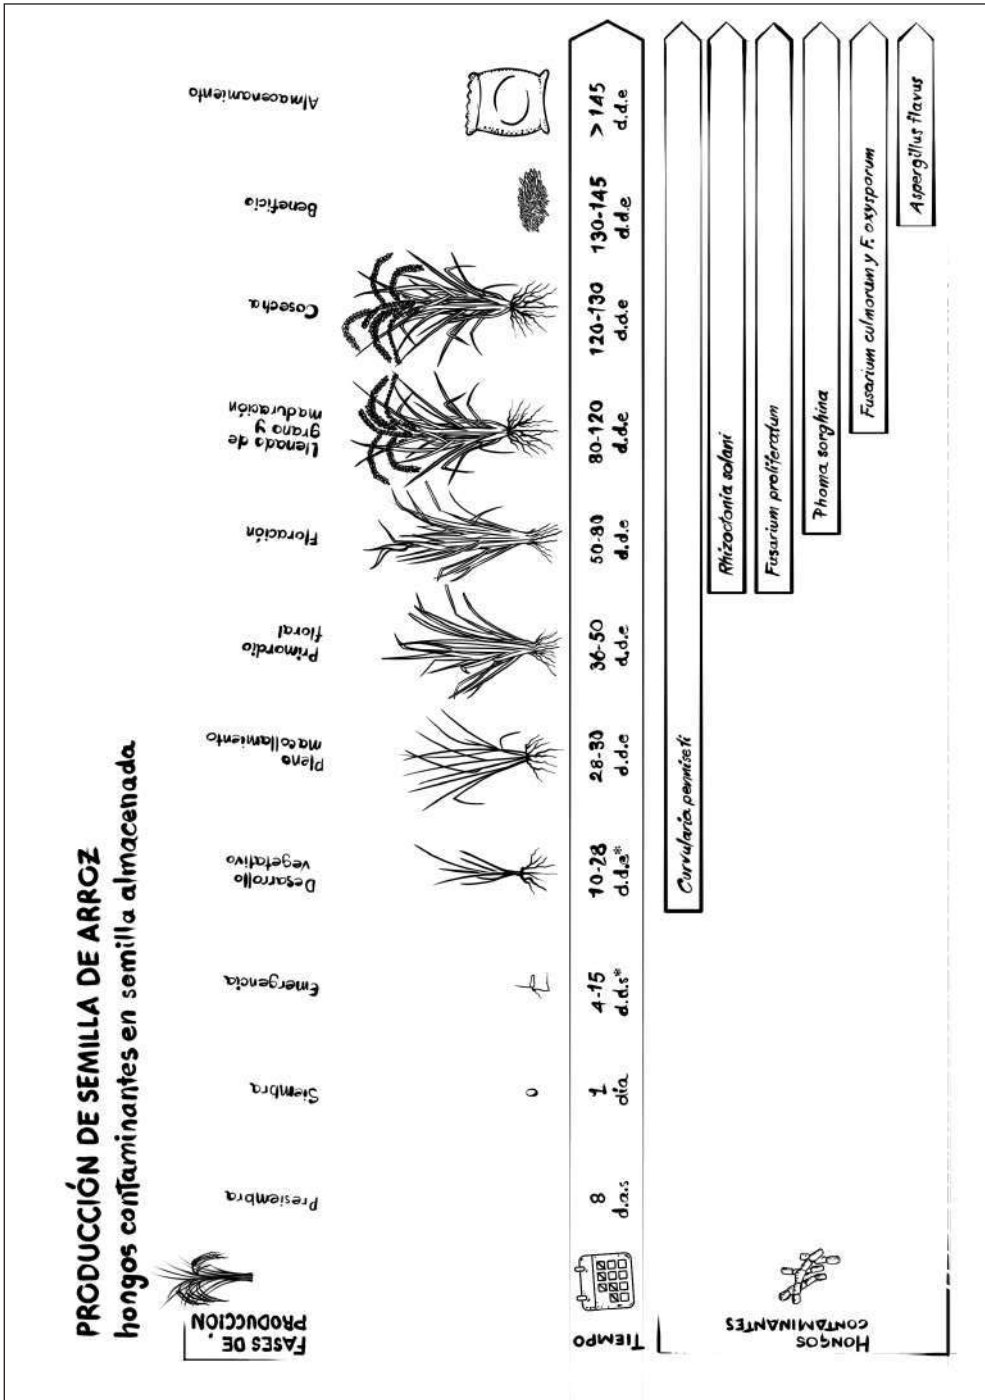 PRODUCCIÓN DE SEMILLA DE ARROZ
hongos contaminantes en semilla almacenada
FASES DE
PRODUCCIÓN
Presiembra
Siembra
Emergencia
Desarrollo
vegetativo
Pleno
macollamiento
Primordio
floral
Floración
Llenado de
grano y
maduración
Cosecha
Beneficio
Almacenamiento
TIEMPO
8
d.a.s
1
día
4-15
d.d.s*
10-28
d.d.e*
28-30
d.d.e
36-50
d.d.e
50-80
d.d.e
80-120
d.d.e
120-130
d.d.e
130-145
d.d.e
> 145
d.d.e
HONGOS
CONTAMINANTES
Curvularia penniseti
Rhizoctonia solani
Fusarium proliferatum
Phoma sorghina
Fusarium culmorum y F. oxysporum
Aspergillus flavus